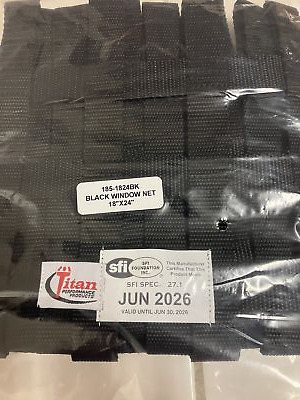 185-1824BK
BLACK WINDOW NET
18"X24"
Titan
PERFORMANCE
PRODUCTS
sfi
SFI
FOUNDATION
INC.
This Manufacturer
Certifies That This
Product Meets
SFI SPEC. 27.1
JUN 2026
VALID UNTIL JUN 30, 2026